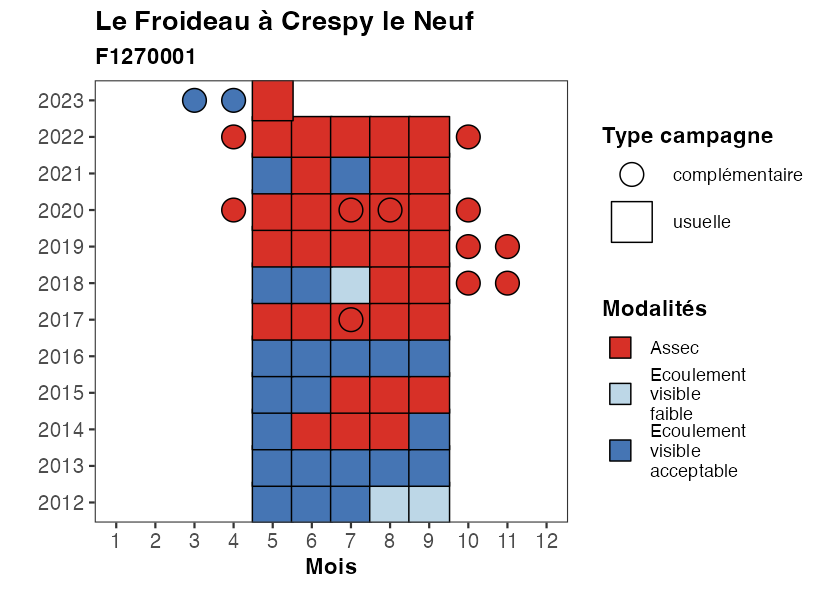 Le Froideau à Crespy le Neuf
F1270001
2023
2022
2021
2020
2019
2018
2017
2016
2015
2014
2013
2012
1 2 3 4 5 6 7 8 9 10 11 12
Mois
Type campagne
complémentaire
usuelle
Modalités
Assec
Ecoulement
visible
faible
Ecoulement
visible
acceptable